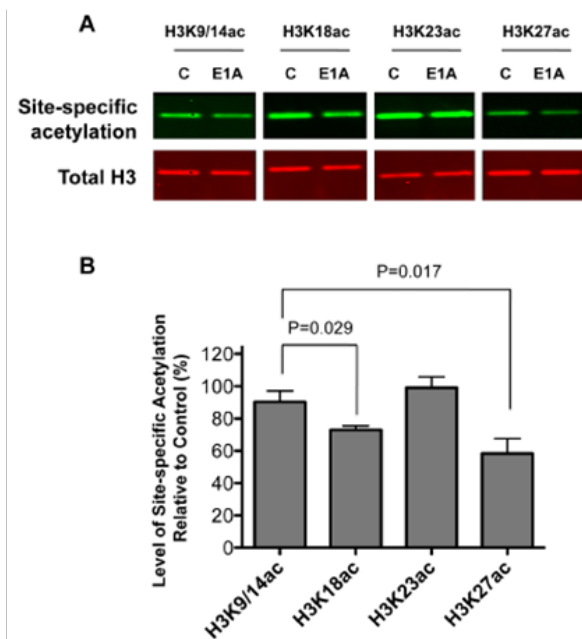 A
H3K9/14ac H3K18ac H3K23ac H3K27ac
C E1A C E1A C E1A C E1A
Site-specific
acetylation
Total H3
B
P=0.017
P=0.029
Level of Site-specific Acetylation
Relative to Control (%)
120
100
80
60
40
20
0
H3K9/14ac
H3K18ac
H3K23ac
H3K27ac